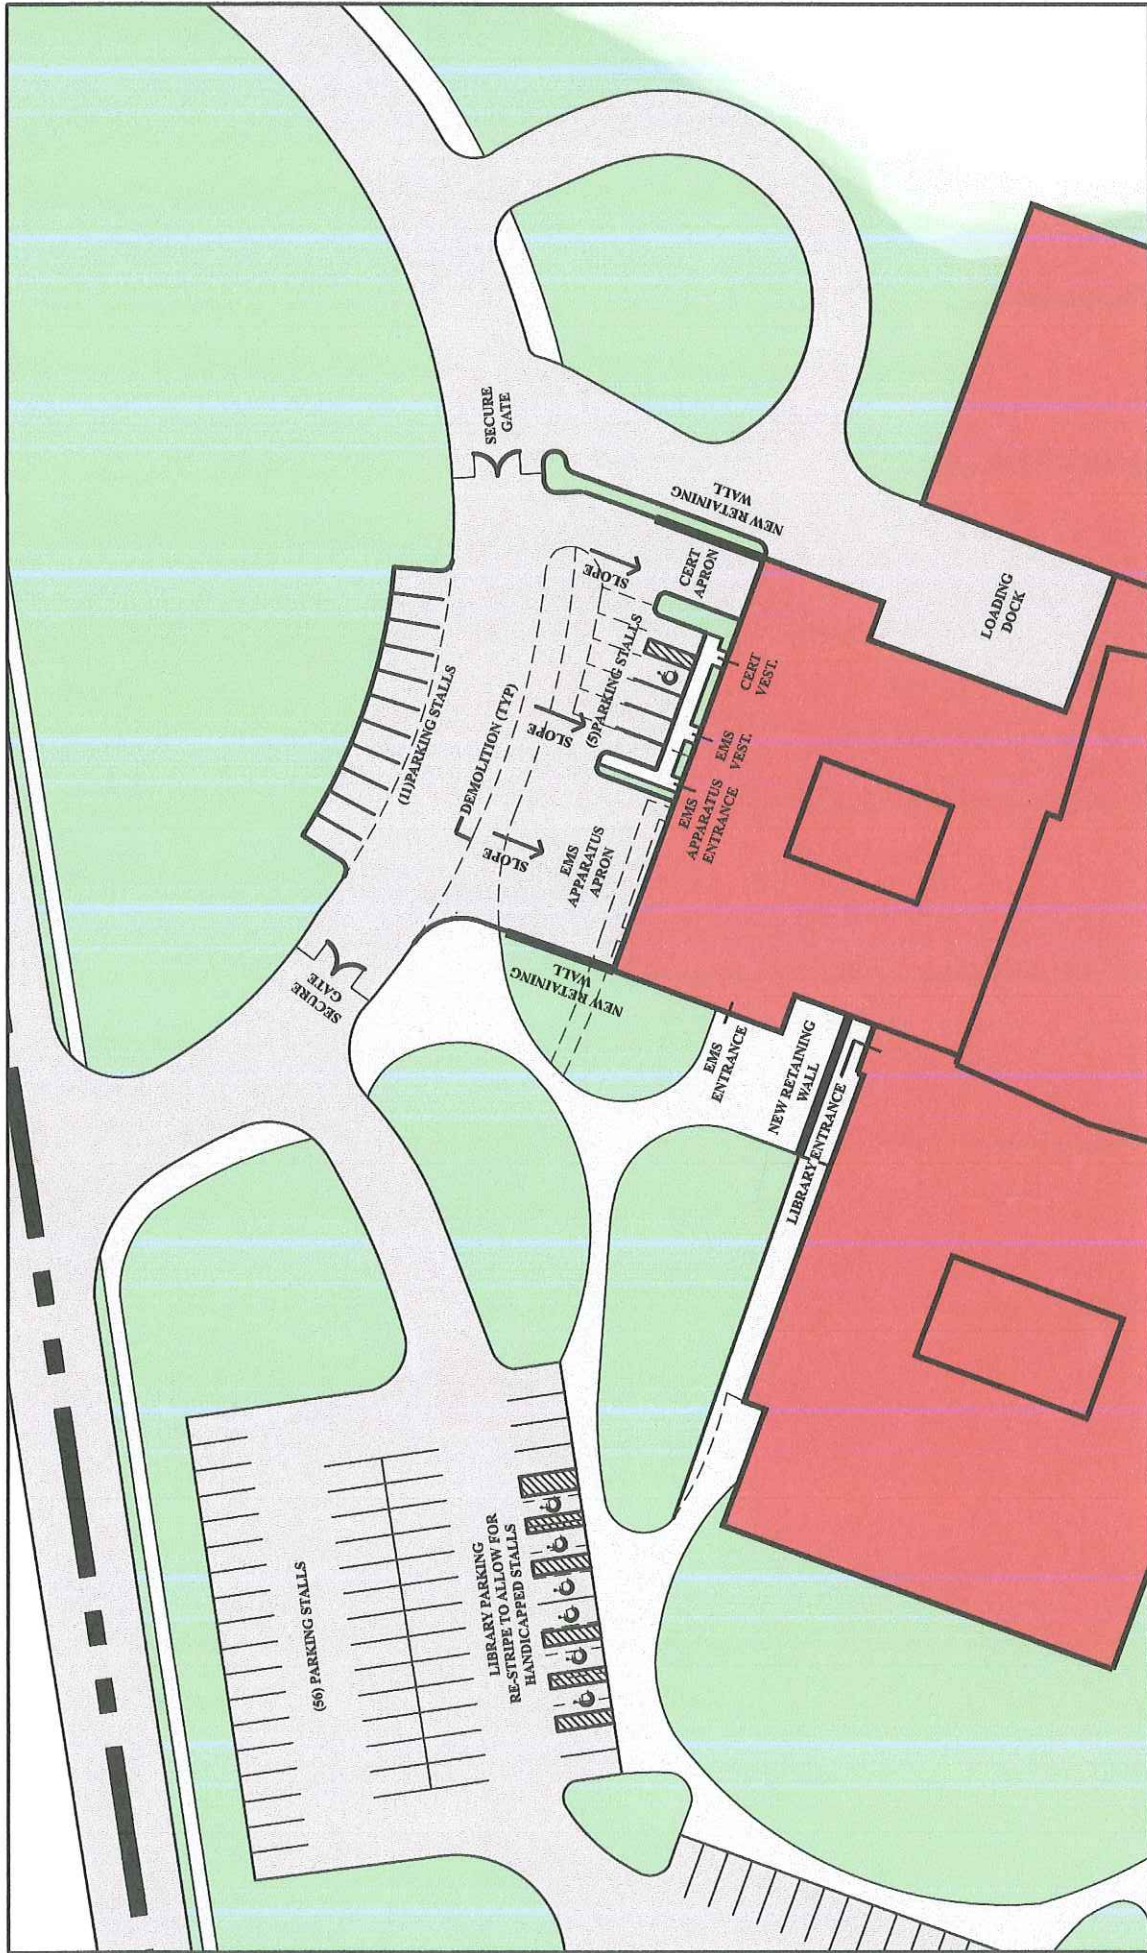 SECURE
GATE
NEW RETAINING
WALL
SLOPE
CERT
APRON
(11)PARKING STALLS
DEMOLITION (TYP)
(5)PARKING STALLS
SLOPE
LOADING
DOCK
CERT
VEST.
EMS
VEST.
EMS
APPARATUS
ENTRANCE
SLOPE
EMS
APPARATUS
APRON
SECURE
GATE
NEW RETAINING
WALL
EMS
ENTRANCE
NEW RETAINING
WALL
LIBRARY ENTRANCE
(56) PARKING STALLS
LIBRARY PARKING
RE-STRIPE TO ALLOW FOR
HANDICAPPED STALLS